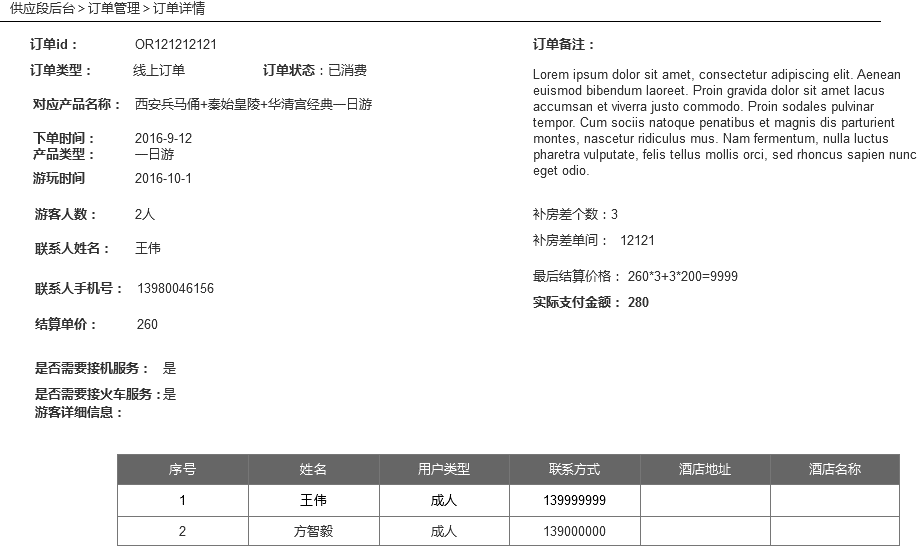 供应段后台 > 订单管理 > 订单详情
订单id： OR121212121
订单类型： 线上订单 订单状态：已消费
对应产品名称： 西安兵马俑+秦始皇陵+华清宫经典一日游
下单时间： 2016-9-12
产品类型： 一日游
游玩时间 2016-10-1
游客人数： 2人
联系人姓名： 王伟
联系人手机号： 13980046156
结算单价： 260
是否需要接机服务： 是
是否需要接火车服务：是
游客详细信息：
订单备注：
Lorem ipsum dolor sit amet, consectetur adipiscing elit. Aenean
euismod bibendum laoreet. Proin gravida dolor sit amet lacus
accumsan et viverra justo commodo. Proin sodales pulvinar
tempor. Cum sociis natoque penatibus et magnis dis parturient
montes, nascetur ridiculus mus. Nam fermentum, nulla luctus
pharetra vulputate, felis tellus mollis orci, sed rhoncus sapien nunc
eget odio.
补房差个数：3
补房差单间： 12121
最后结算价格： 260*3+3*200=9999
实际支付金额： 280
序号 姓名 用户类型 联系方式 酒店地址 酒店名称
1 王伟 成人 139999999
2 方智毅 成人 139000000